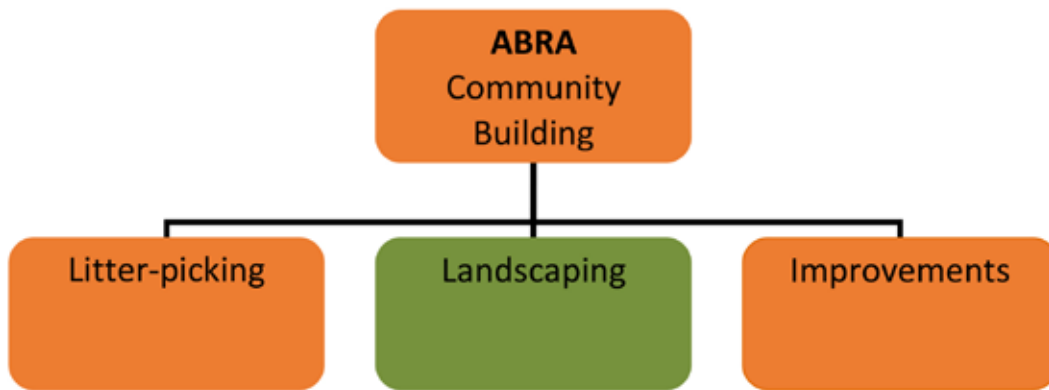 ABRA
Community
Building
Litter-picking
Landscaping
Improvements